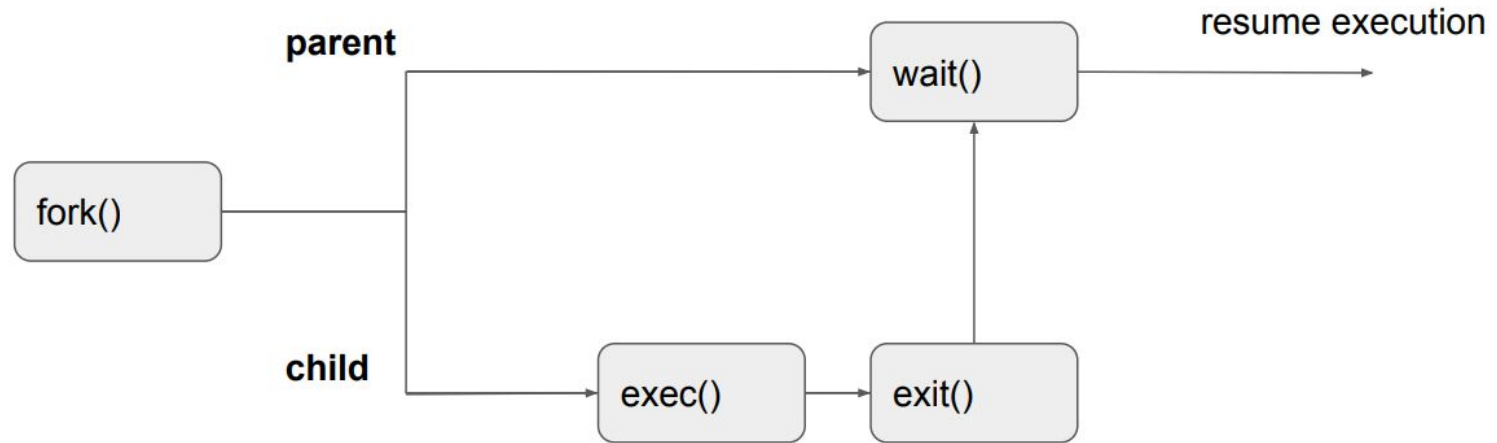 resume execution
parent
wait()
fork()
child
exec()
exit()